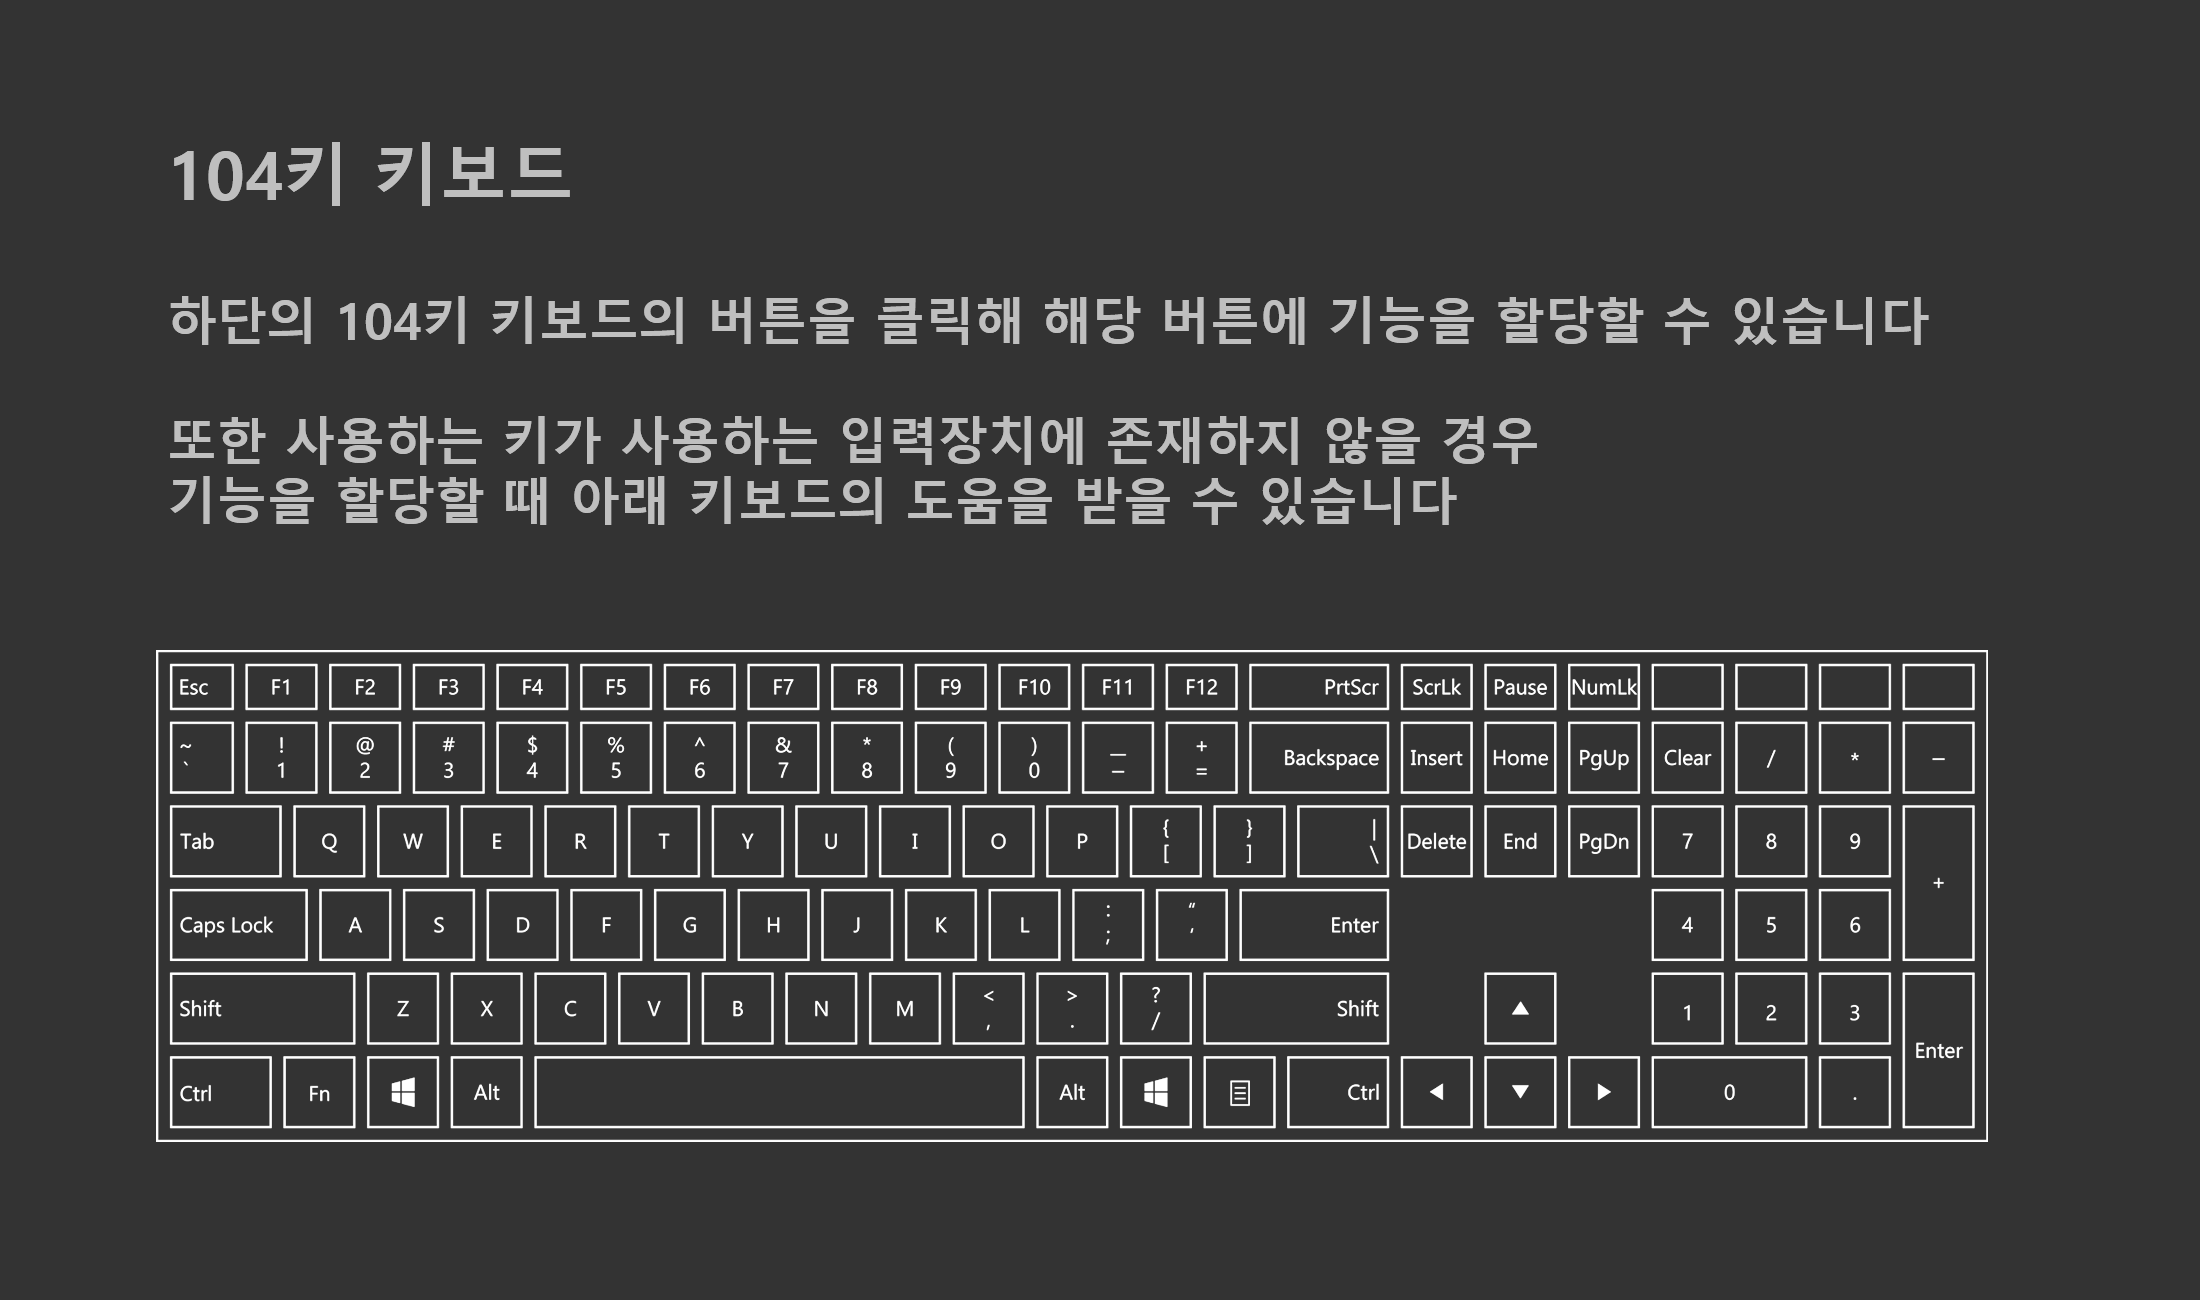 104키 키보드
하단의 104키 키보드의 버튼을 클릭해 해당 버튼에 기능을 할당할 수 있습니다
또한 사용하는 키가 사용하는 입력장치에 존재하지 않을 경우
기능을 할당할 때 아래 키보드의 도움을 받을 수 있습니다
Esc F1 F2 F3 F4 F5 F6 F7 F8 F9 F10 F11 F12 PrtScr ScrLk Pause NumLk
~ ! @ # $ % ^ & * ( ) — +
` 1 2 3 4 5 6 7 8 9 0 – = Backspace Insert Home PgUp Clear / * –
Tab Q W E R T Y U I O P { [ } ] | \ Delete End PgDn 7 8 9 +
Caps Lock A S D F G H J K L : ; “ ‘ Enter 4 5 6
Shift Z X C V B N M < , > . ? / Shift ▲ 1 2 3 Enter
Ctrl Fn Alt Alt Ctrl ◀ ▼ ▶ 0 .